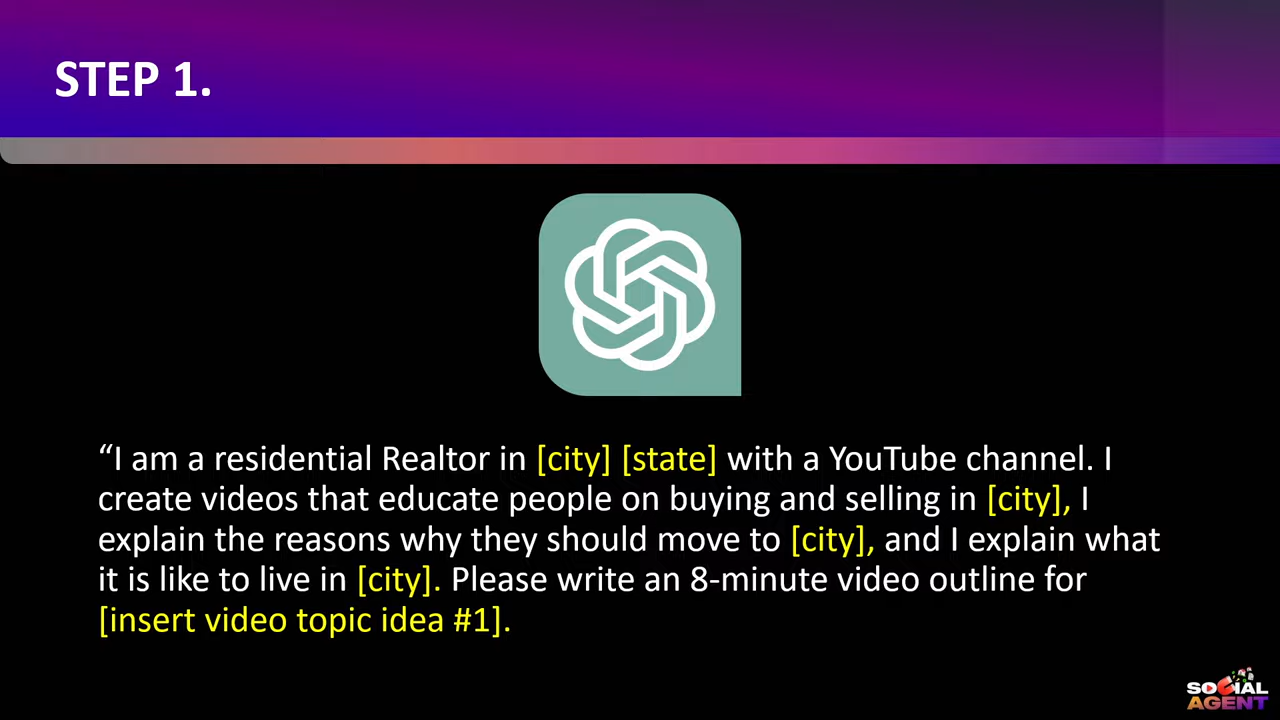 STEP 1.
“I am a residential Realtor in [city] [state] with a YouTube channel. I
create videos that educate people on buying and selling in [city], I
explain the reasons why they should move to [city], and I explain what
it is like to live in [city]. Please write an 8-minute video outline for
[insert video topic idea #1].
SOCIAL
AGENT